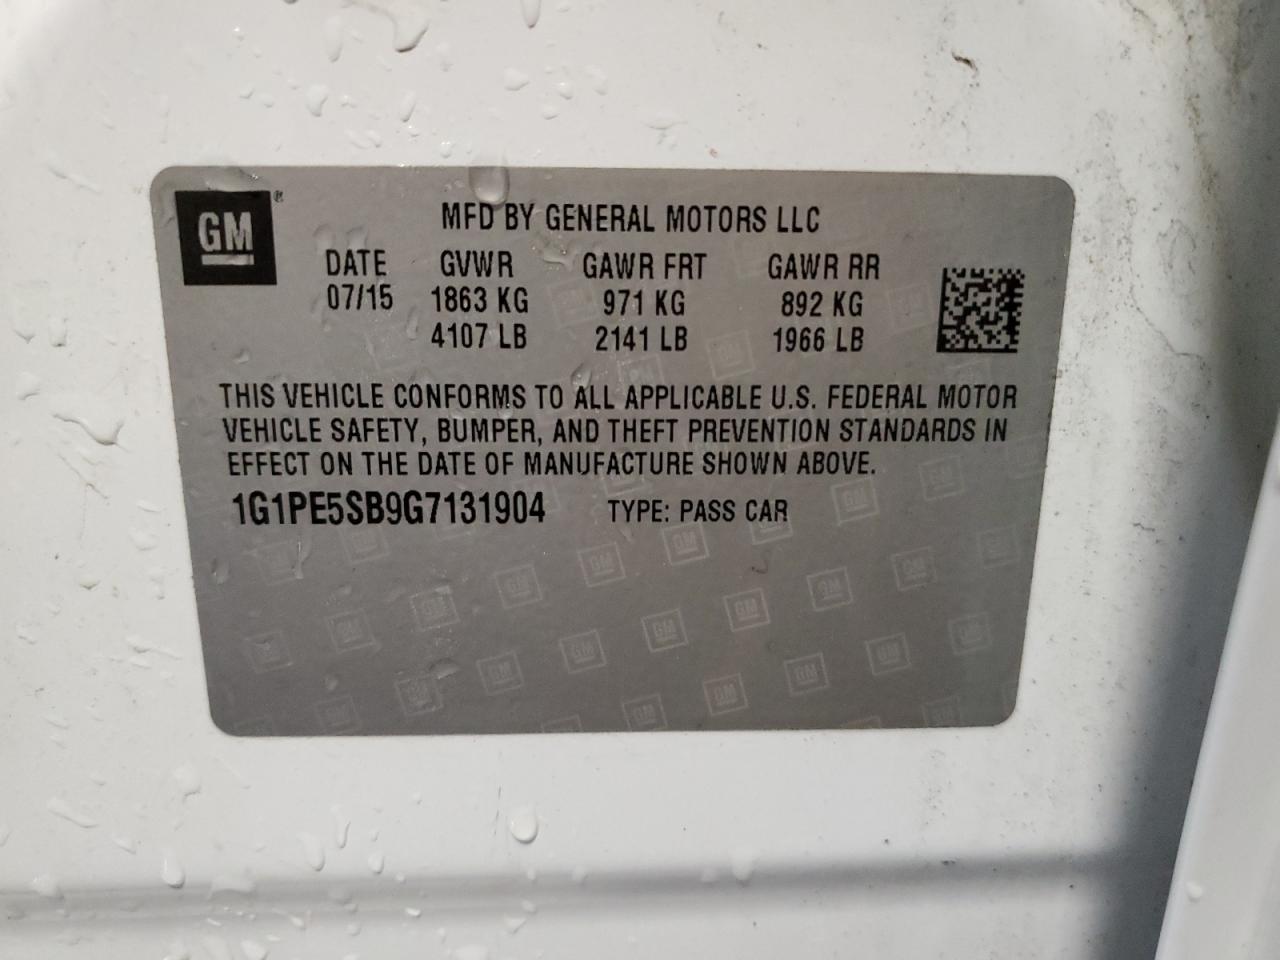 GM®
MFD BY GENERAL MOTORS LLC
DATE GVWR GAWR FRT GAWR RR
07/15 1863 KG 971 KG 892 KG
4107 LB 2141 LB 1966 LB
THIS VEHICLE CONFORMS TO ALL APPLICABLE U.S. FEDERAL MOTOR
VEHICLE SAFETY, BUMPER, AND THEFT PREVENTION STANDARDS IN
EFFECT ON THE DATE OF MANUFACTURE SHOWN ABOVE.
1G1PE5SB9G7131904 TYPE: PASS CAR